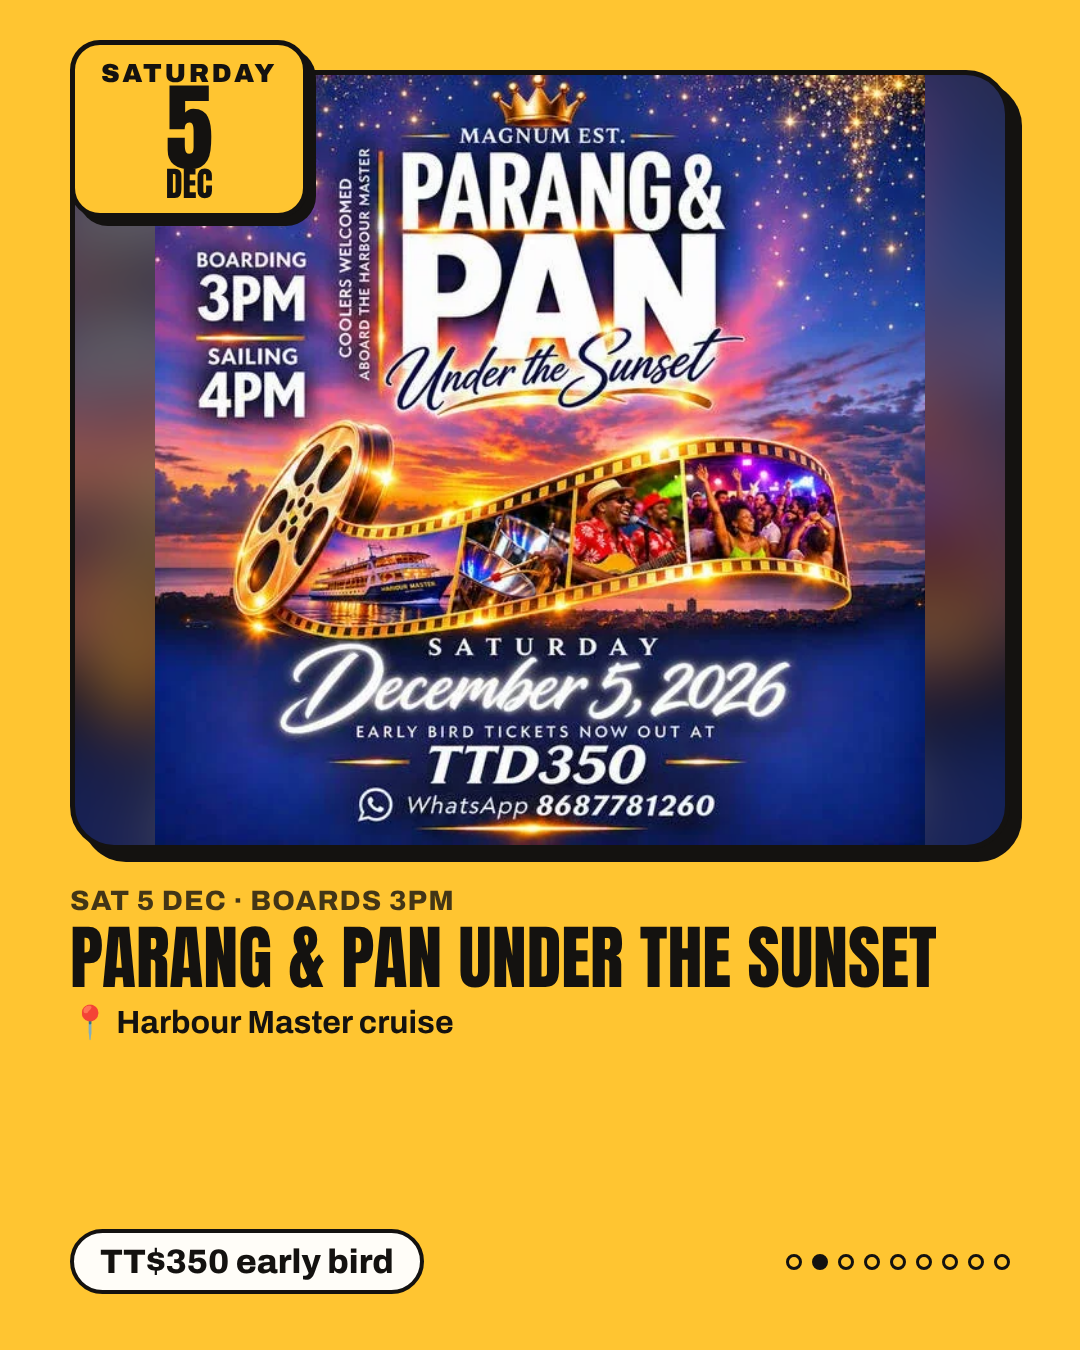 SATURDAY
5
DEC
MAGNUM EST.
PARANG &
PAN
Under the Sunset
COOLERS WELCOMED
ABOARD THE HARBOUR MASTER
BOARDING
3PM
SAILING
4PM
HARBOUR MASTER
SATURDAY
December 5, 2026
EARLY BIRD TICKETS NOW OUT AT
TTD350
WhatsApp 8687781260
SAT 5 DEC · BOARDS 3PM
PARANG & PAN UNDER THE SUNSET
📍 Harbour Master cruise
TT$350 early bird